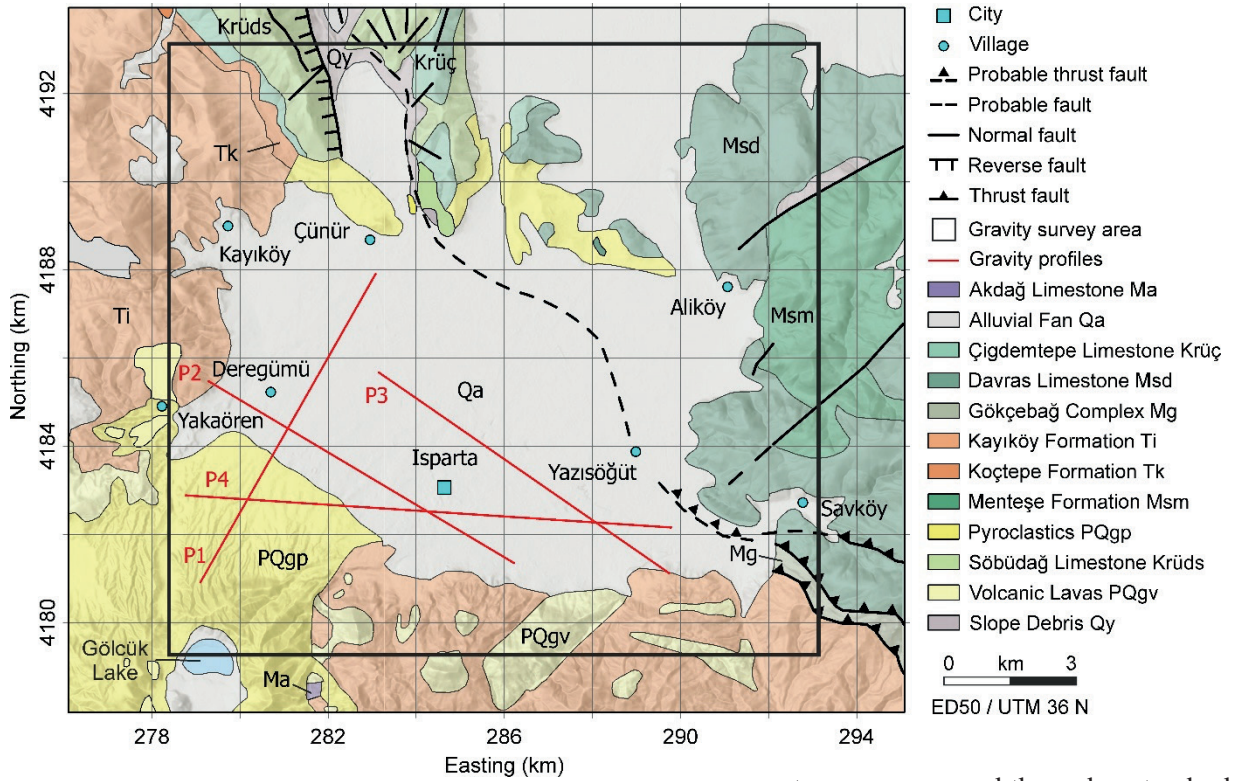 Krüds
Qy
Krüç
4192
Tk
Msd
Çünür
Kayıköy
4188
Ti
Aliköy
Msm
Northing (km)
Deregümü
P2
P3
Qa
Yakaören
4184
Isparta
Yazısöğüt
P4
Savköy
P1
PQgp
Mg
4180
PQgv
Gölcük
Lake
Ma
278
282
286
290
294
Easting (km)
City
Village
Probable thrust fault
Probable fault
Normal fault
Reverse fault
Thrust fault
Gravity survey area
Gravity profiles
Akdağ Limestone Ma
Alluvial Fan Qa
Çigdemtepe Limestone Krüç
Davras Limestone Msd
Gökçebağ Complex Mg
Kayıköy Formation Ti
Koçtepe Formation Tk
Menteşe Formation Msm
Pyroclastics PQgp
Söbüdağ Limestone Krüds
Volcanic Lavas PQgv
Slope Debris Qy
0 km 3
ED50 / UTM 36 N